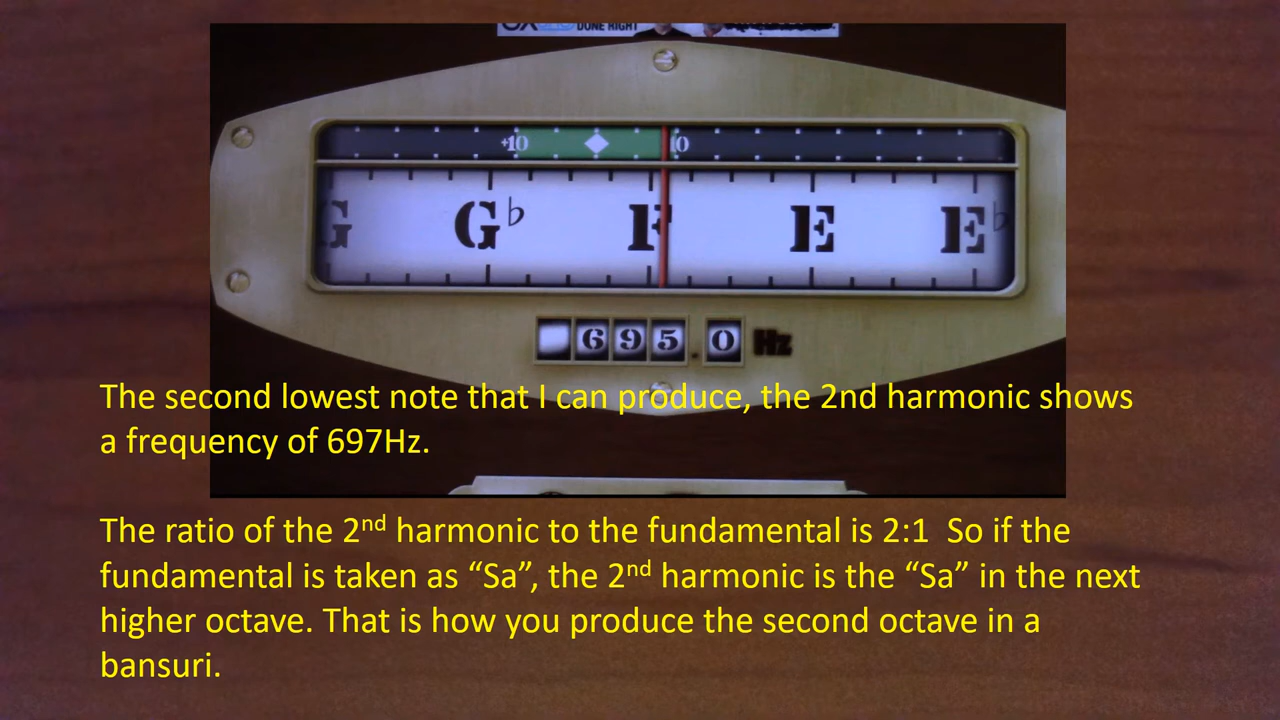 DONE RIGHT
+10 10
G G♭ F E E♭
695.0 Hz
The second lowest note that I can produce, the 2nd harmonic shows
a frequency of 697Hz.
The ratio of the 2nd harmonic to the fundamental is 2:1 So if the
fundamental is taken as “Sa”, the 2nd harmonic is the “Sa” in the next
higher octave. That is how you produce the second octave in a
bansuri.